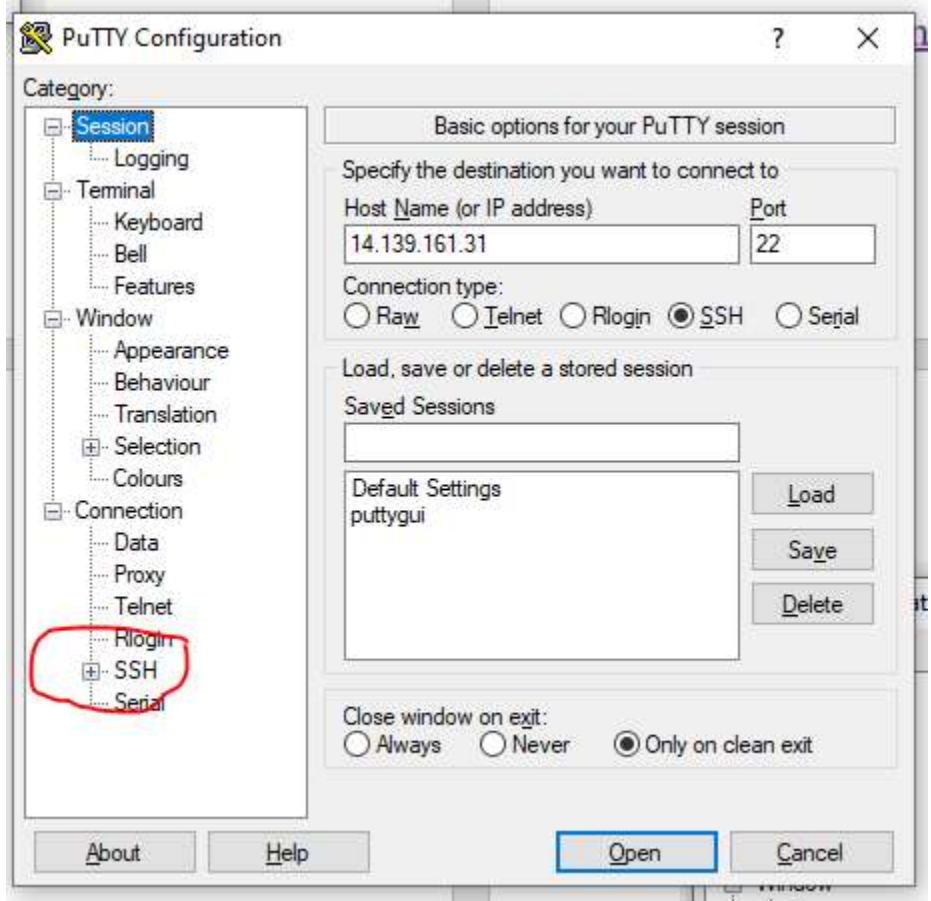 PuTTY Configuration
?
Category:
Session
Logging
Terminal
Keyboard
Bell
Features
Window
Appearance
Behaviour
Translation
Selection
Colours
Connection
Data
Proxy
Telnet
Rlogin
SSH
Serial
Basic options for your PuTTY session
Specify the destination you want to connect to
Host Name (or IP address) Port
14.139.161.31 22
Connection type:
Raw Telnet Rlogin SSH Serial
Load, save or delete a stored session
Saved Sessions
Default Settings
puttygui
Load
Save
Delete
Close window on exit:
Always Never Only on clean exit
About Help Open Cancel